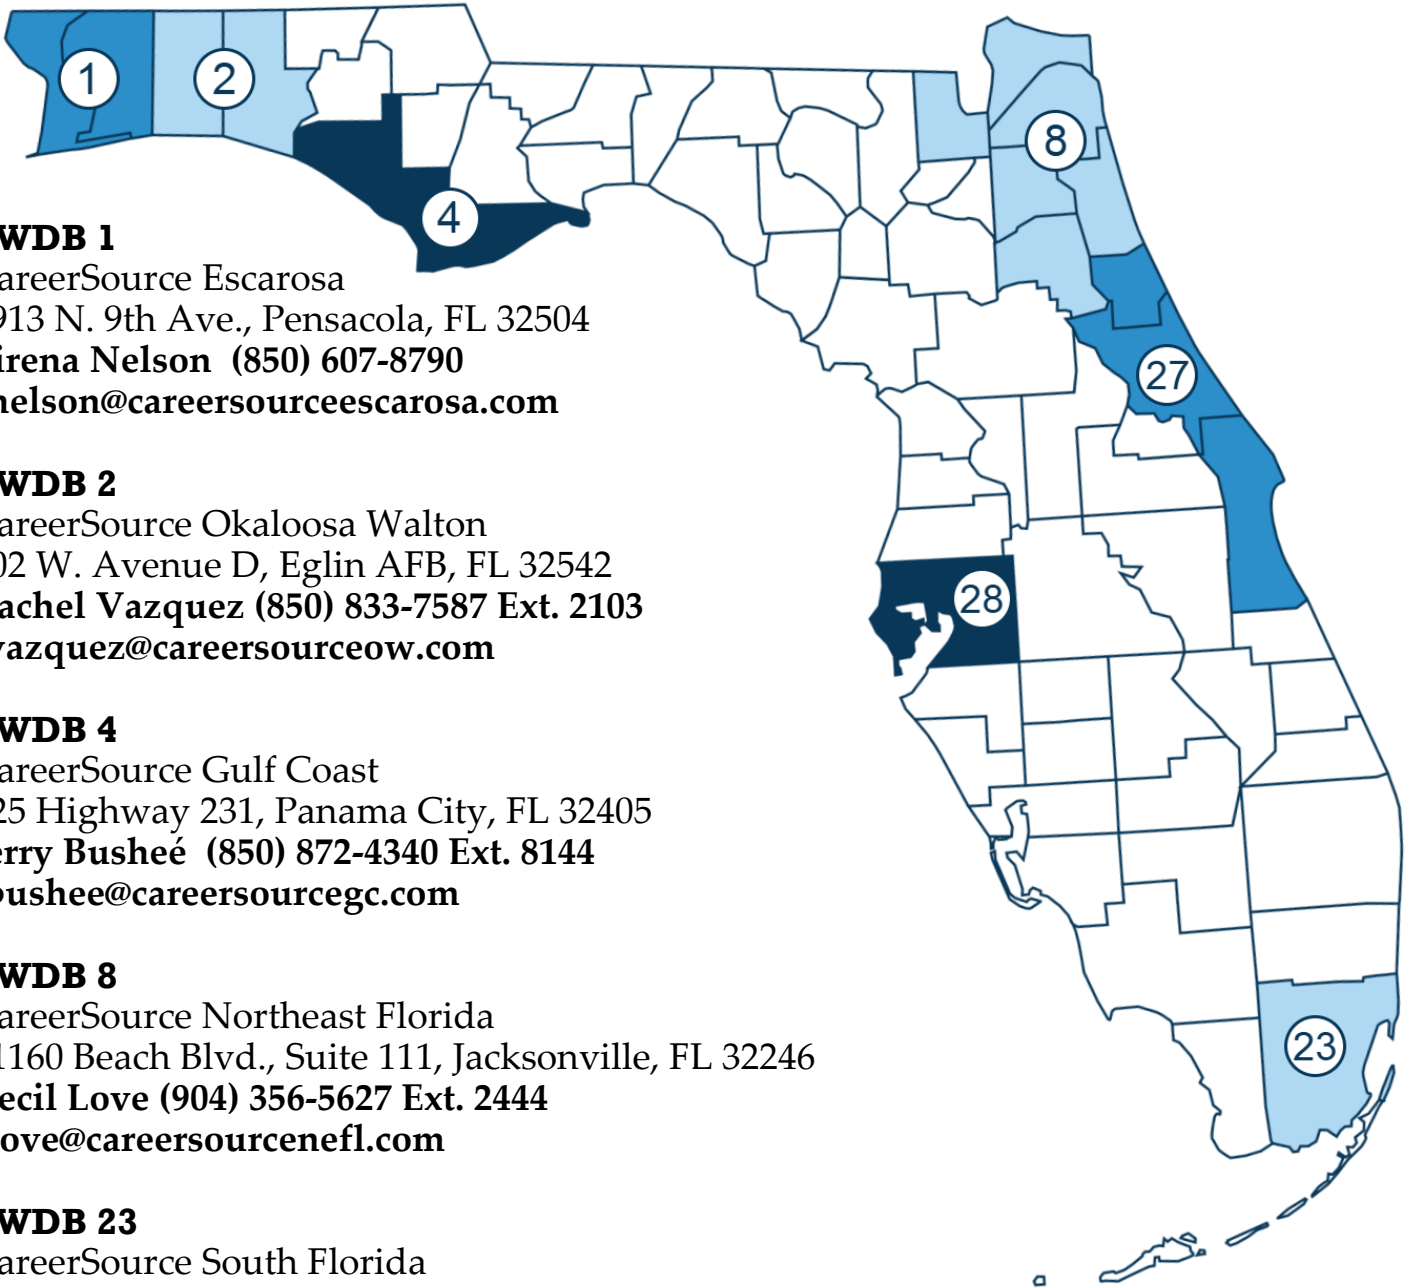 WDB 1
areerSource Escarosa
913 N. 9th Ave., Pensacola, FL 32504
irena Nelson (850) 607-8790
nelson@careersourceescarosa.com
WDB 2
areerSource Okaloosa Walton
02 W. Avenue D, Eglin AFB, FL 32542
achel Vazquez (850) 833-7587 Ext. 2103
vazquez@careersourceow.com
WDB 4
areerSource Gulf Coast
25 Highway 231, Panama City, FL 32405
erry Busheé (850) 872-4340 Ext. 8144
bushee@careersourcegc.com
WDB 8
areerSource Northeast Florida
1160 Beach Blvd., Suite 111, Jacksonville, FL 32246
ecil Love (904) 356-5627 Ext. 2444
ove@careersourcenefl.com
WDB 23
areerSource South Florida
1
2
4
8
27
28
23